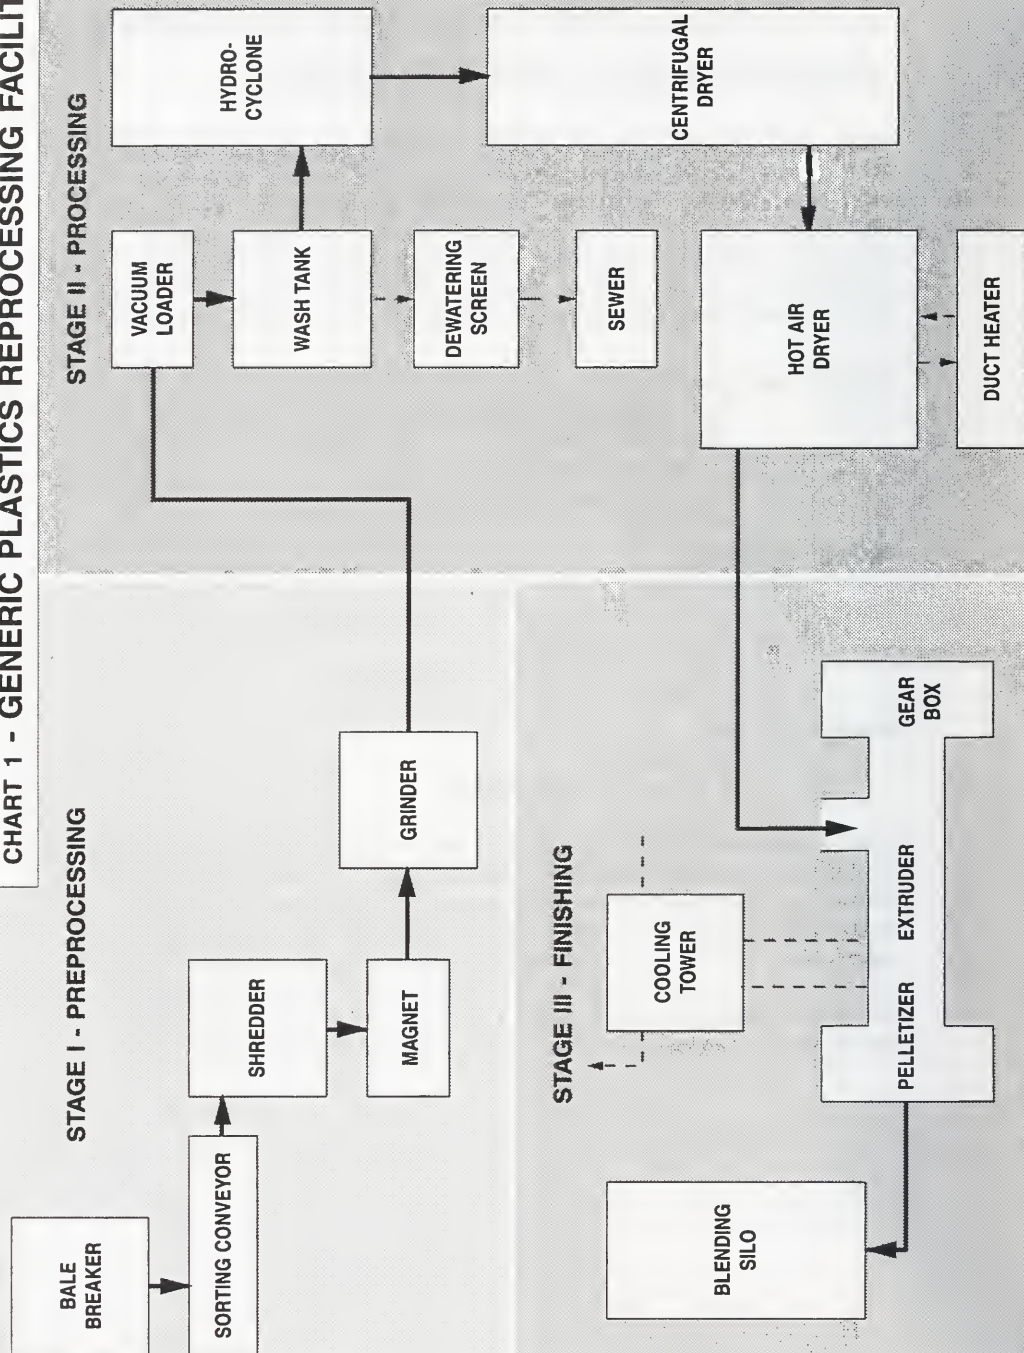 CHART 1 - GENERIC PLASTICS REPROCESSING FACILIT
STAGE I - PREPROCESSING
BALE
BREAKER
SORTING CONVEYOR
SHREDDER
MAGNET
GRINDER
STAGE II - PROCESSING
VACUUM
LOADER
WASH TANK
DEWATERING
SCREEN
SEWER
HYDRO-
CYCLONE
CENTRIFUGAL
DRYER
HOT AIR
DRYER
DUCT HEATER
STAGE III - FINISHING
COOLING
TOWER
GEAR
BOX
EXTRUDER
PELLETIZER
BLENDING
SILO